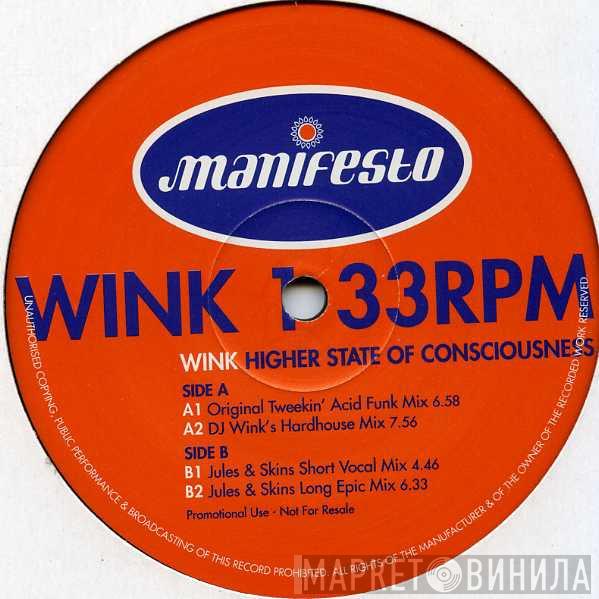 manifesto
WINK 1 33RPM
WINK HIGHER STATE OF CONSCIOUSNESS
SIDE A
A1 Original Tweekin' Acid Funk Mix 6.58
A2 DJ Wink's Hardhouse Mix 7.56
SIDE B
B1 Jules & Skins Short Vocal Mix 4.46
B2 Jules & Skins Long Epic Mix 6.33
Promotional Use - Not For Resale
UNAUTHORISED COPYING, PUBLIC PERFORMANCE & BROADCASTING OF THIS RECORD PROHIBITED. ALL RIGHTS OF THE MANUFACTURER & OF THE OWNER OF THE RECORDED WORK RESERVED
МАРКЕТ ВИНИЛА